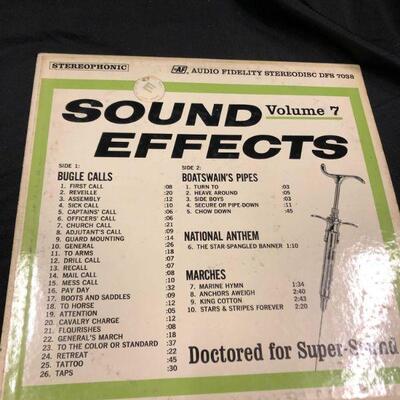 STEREOPHONIC
AF AUDIO FIDELITY STEREODISC DFS 7038
E
SOUND Volume 7
EFFECTS
SIDE 1:
BUGLE CALLS
1. FIRST CALL :08
2. REVEILLE :20
3. ASSEMBLY :12
4. SICK CALL :10
5. CAPTAINS' CALL :06
6. OFFICERS' CALL :06
7. CHURCH CALL :21
8. ADJUTANT'S CALL :09
9. GUARD MOUNTING :14
10. GENERAL :26
11. TO ARMS :18
12. DRILL CALL :07
13. RECALL :08
14. MAIL CALL :08
15. MESS CALL :10
16. PAY DAY :32
17. BOOTS AND SADDLES :09
18. TO HORSE :12
19. ATTENTION :05
20. CAVALRY CHARGE :12
21. FLOURISHES :08
22. GENERAL'S MARCH :18
23. TO THE COLOR OR STANDARD :37
24. RETREAT :22
25. TATTOO :45
26. TAPS :30
SIDE 2:
BOATSWAIN'S PIPES
1. TURN TO :03
2. HEAVE AROUND :05
3. SIDE BOYS :03
4. SECURE OR PIPE-DOWN :11
5. CHOW DOWN :45
NATIONAL ANTHEM
6. THE STAR-SPANGLED BANNER 1:10
MARCHES
7. MARINE HYMN 1:34
8. ANCHORS AWEIGH 2:40
9. KING COTTON 2:43
10. STARS & STRIPES FOREVER 2:20
Doctored for Super-Sound